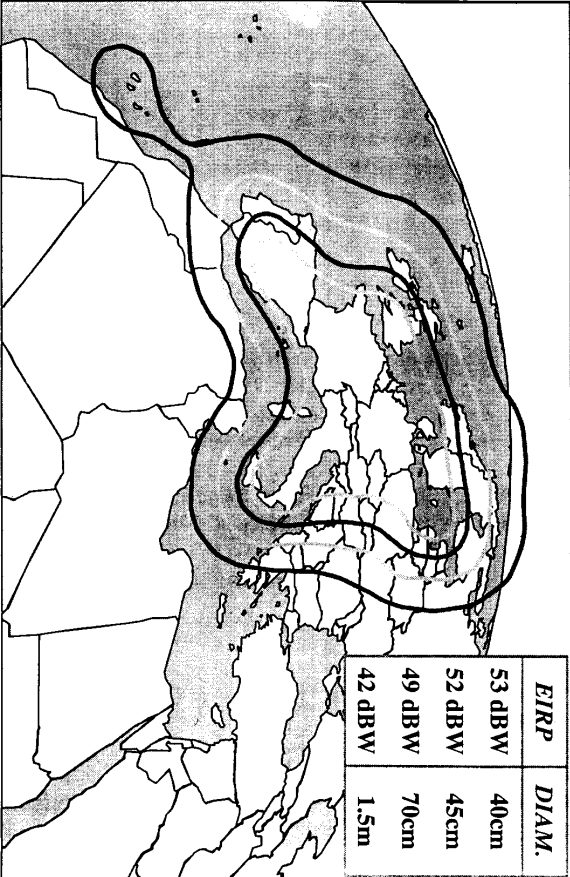 EIRP DIAM.
53 dBW 40cm
52 dBW 45cm
49 dBW 70cm
42 dBW 1.5m